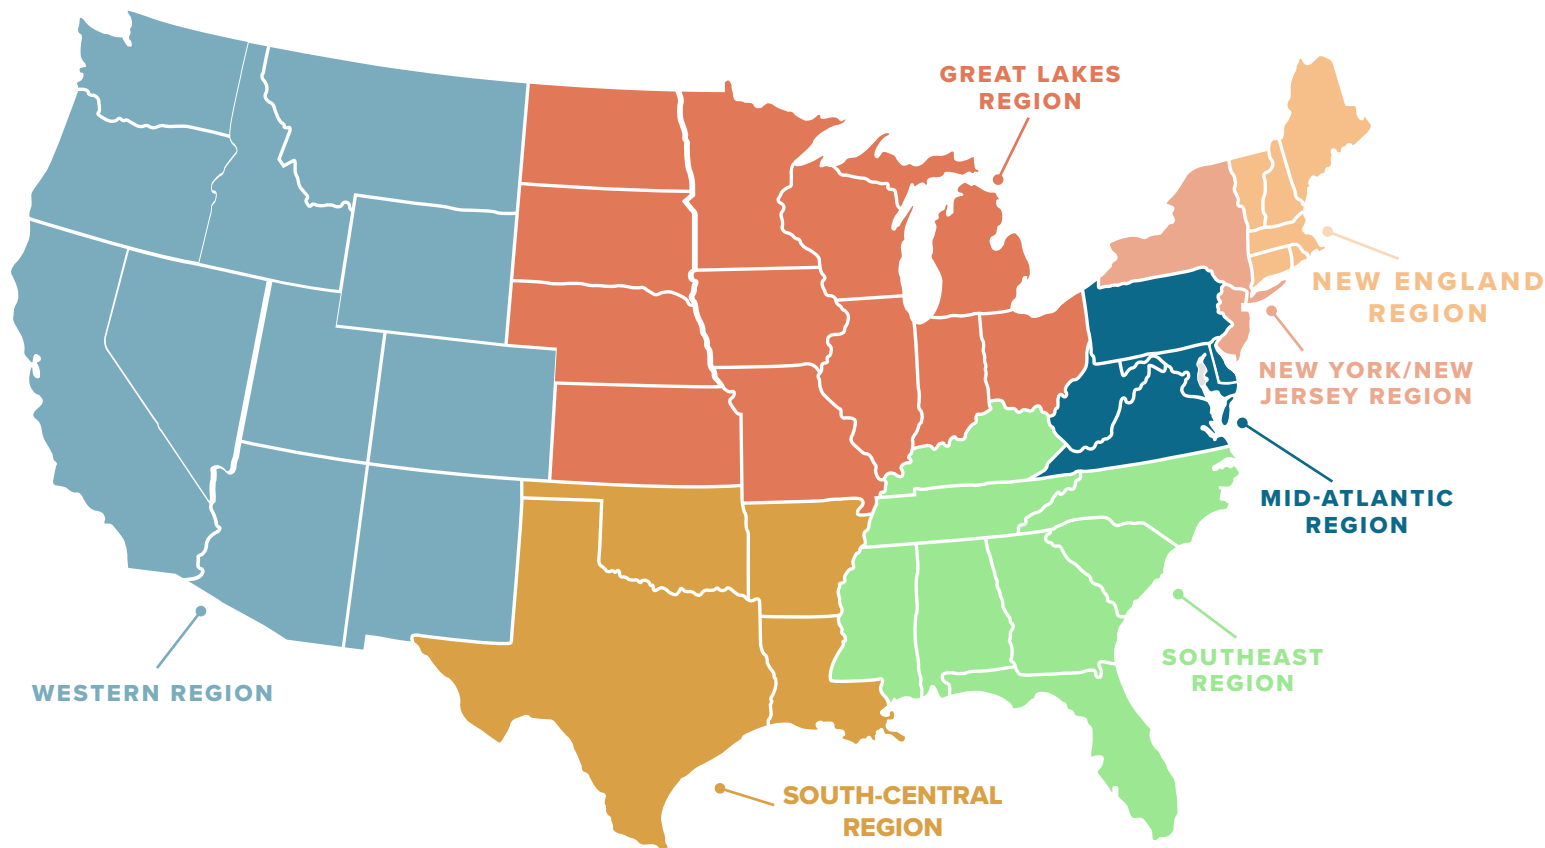 GREAT LAKES
REGION
NEW ENGLAND
REGION
NEW YORK/NEW
JERSEY REGION
MID-ATLANTIC
REGION
SOUTHEAST
REGION
WESTERN REGION
SOUTH-CENTRAL
REGION